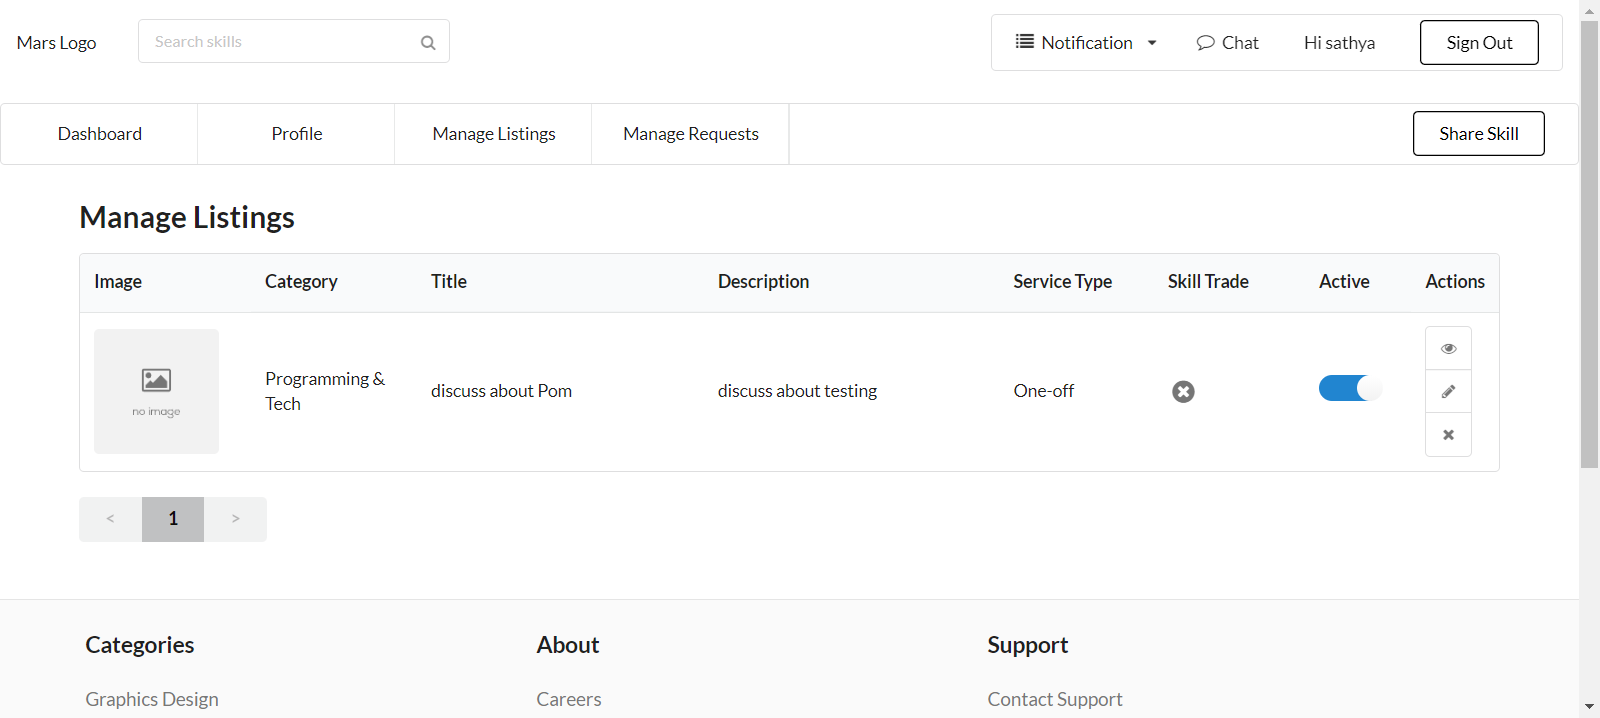 Mars Logo
Search skills
Notification
Chat
Hi sathya
Sign Out
Dashboard
Profile
Manage Listings
Manage Requests
Share Skill
Manage Listings
Image
Category
Title
Description
Service Type
Skill Trade
Active
Actions
no image
Programming &
Tech
discuss about Pom
discuss about testing
One-off
< 1 >
Categories
About
Support
Graphics Design
Careers
Contact Support